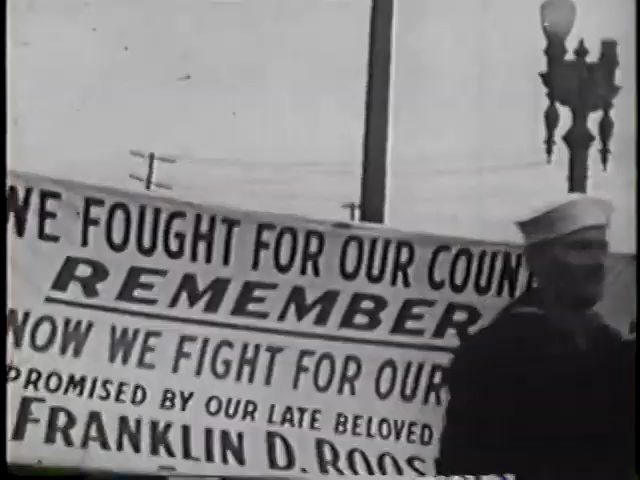 WE FOUGHT FOR OUR COUN
REMEMBER
NOW WE FIGHT FOR OUR
PROMISED BY OUR LATE BELOVED
FRANKLIN D. ROOS